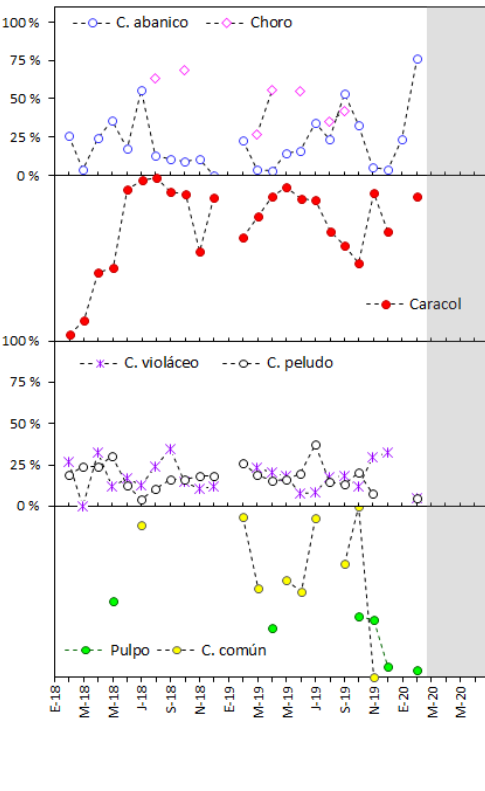 100 %
C. abanico
Choro
75 %
50 %
25 %
0 %
Caracol
100 %
C. violáceo
C. peludo
75 %
50 %
25 %
0 %
Pulpo
C. común
E-18
M-18
M-18
J-18
S-18
N-18
E-19
M-19
M-19
J-19
S-19
N-19
E-20
M-20
M-20